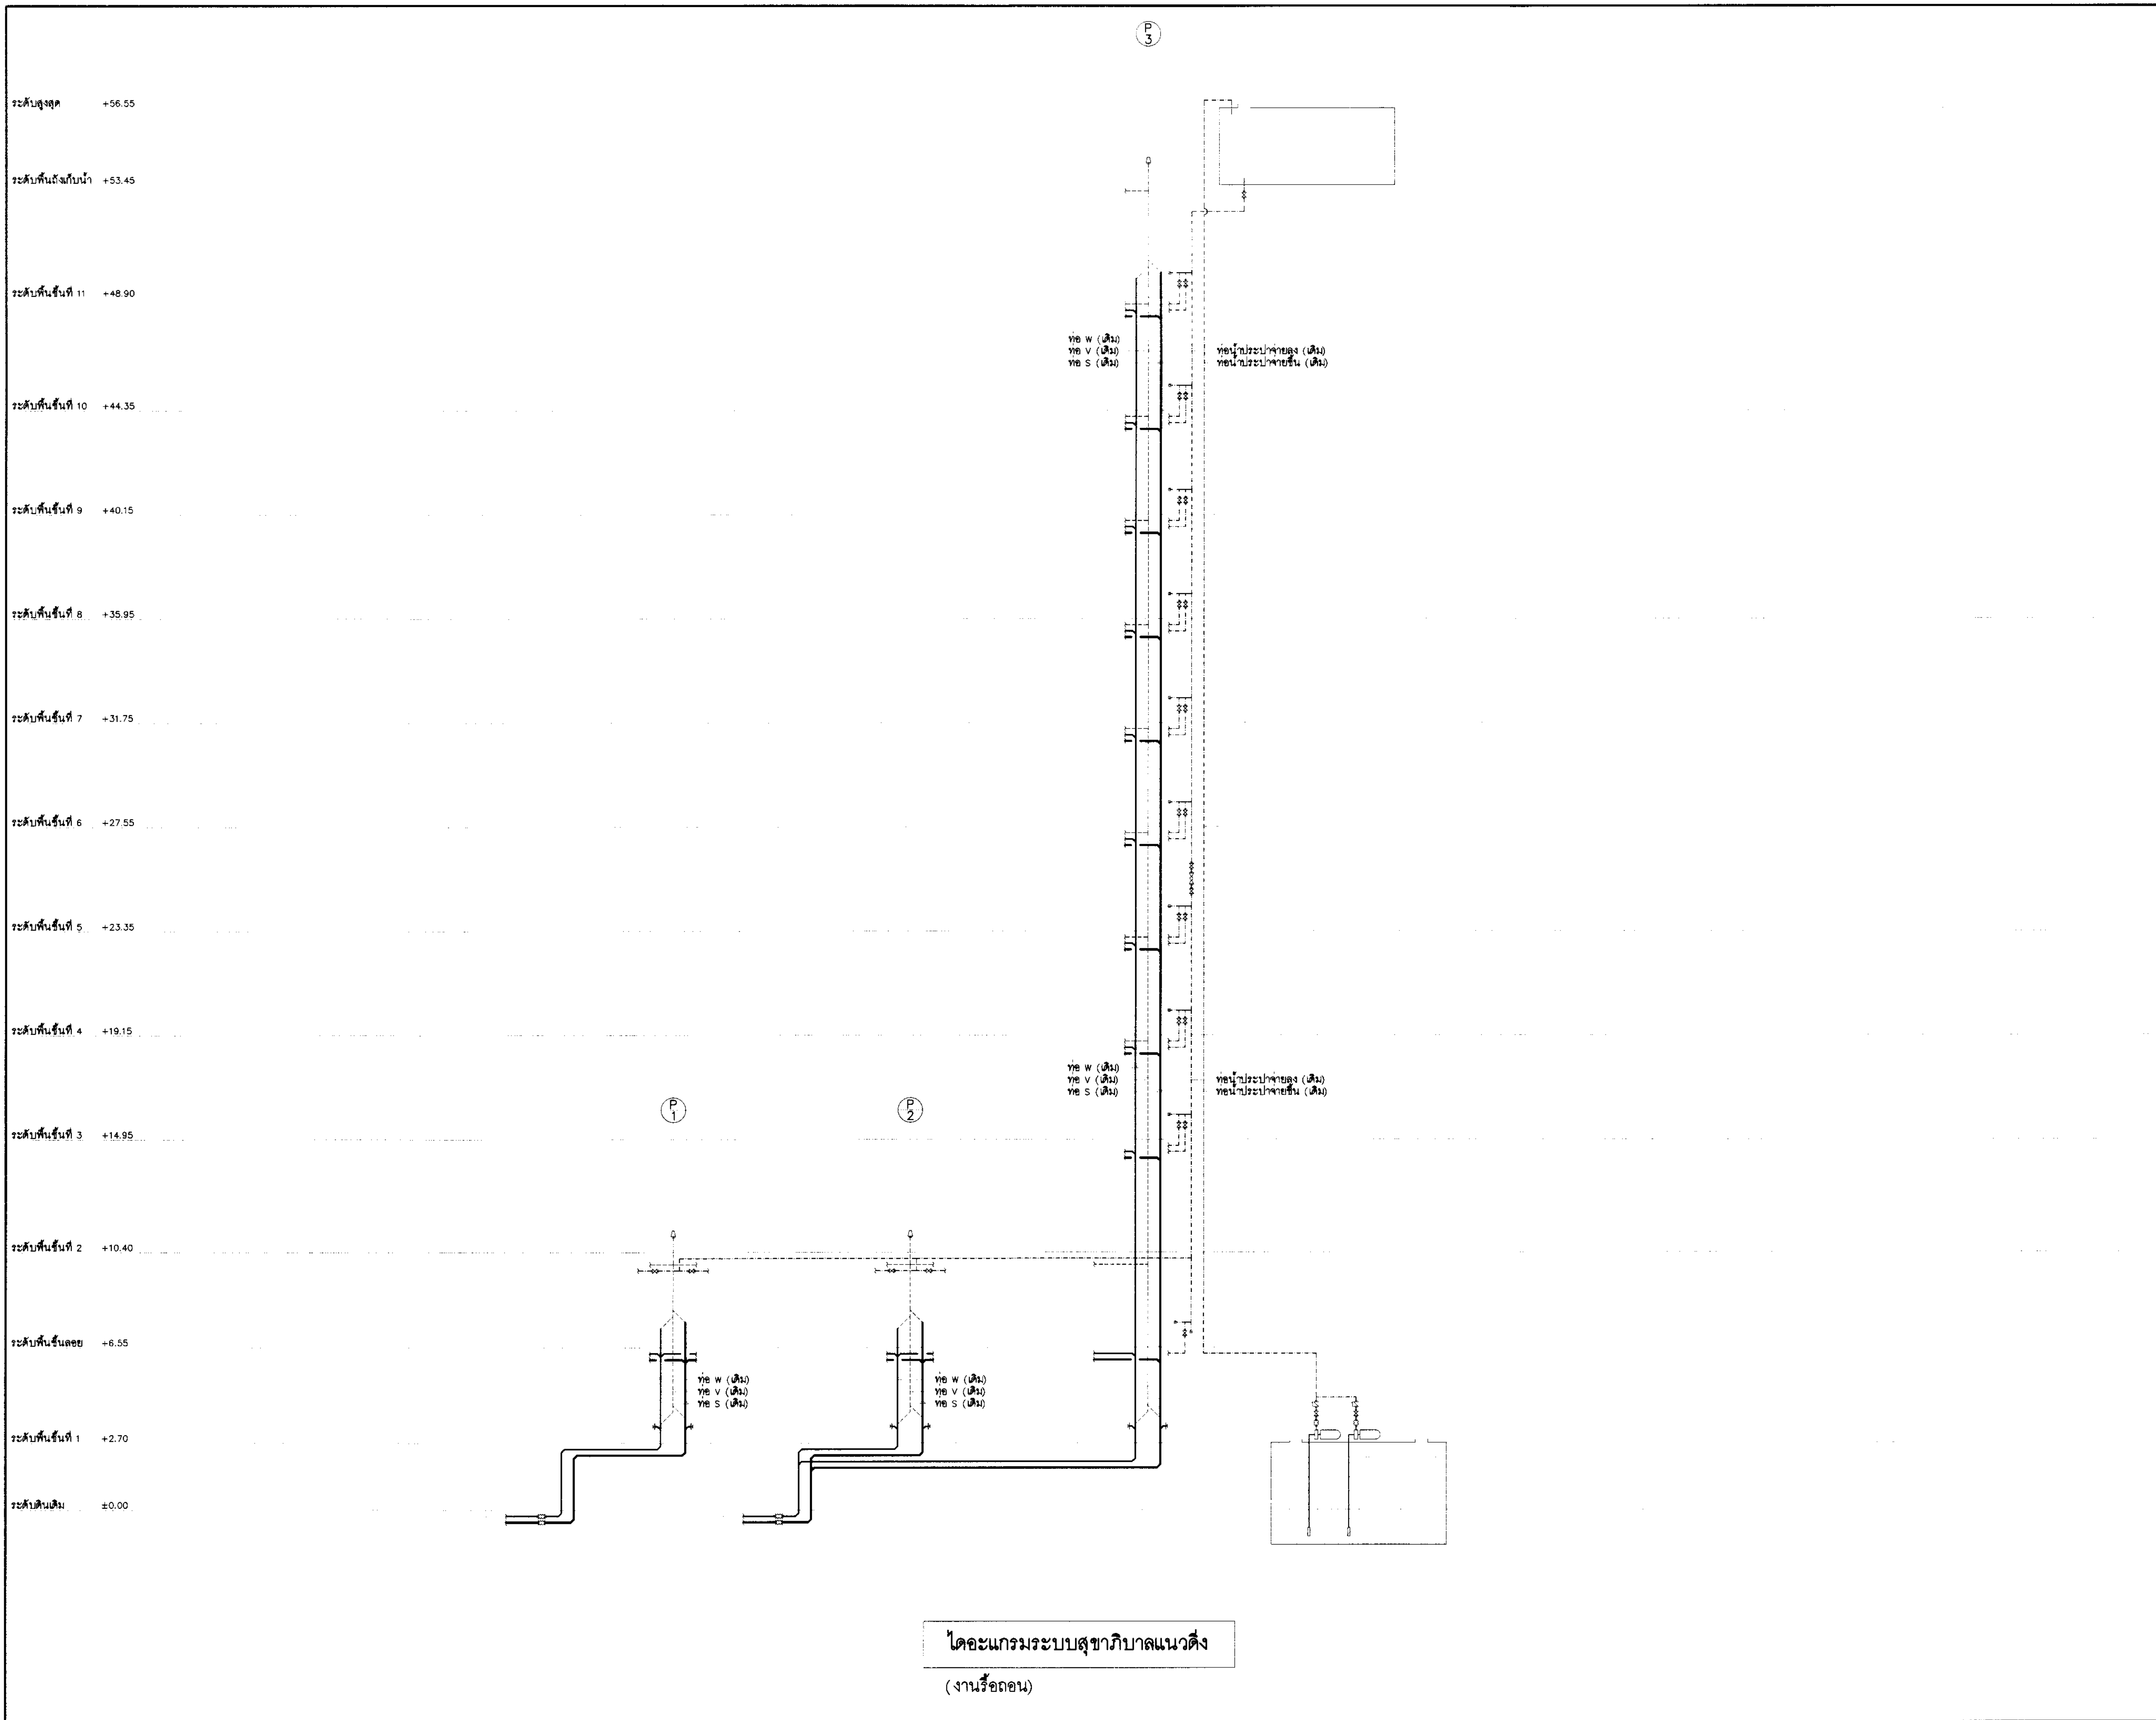 P
3
ระดับสูงสุด +56.55
ระดับพื้นถังเก็บน้ำ +53.45
ระดับพื้นชั้นที่ 11 +48.90
ท่อ W (เดิม)
ท่อ V (เดิม)
ท่อ S (เดิม)
ท่อน้ำประปาจ่ายลง (เดิม)
ท่อน้ำประปาจ่ายขึ้น (เดิม)
ระดับพื้นชั้นที่ 10 +44.35
ระดับพื้นชั้นที่ 9 +40.15
ระดับพื้นชั้นที่ 8 +35.95
ระดับพื้นชั้นที่ 7 +31.75
ระดับพื้นชั้นที่ 6 +27.55
ระดับพื้นชั้นที่ 5 +23.35
ระดับพื้นชั้นที่ 4 +19.15
ท่อ W (เดิม)
ท่อ V (เดิม)
ท่อ S (เดิม)
ท่อน้ำประปาจ่ายลง (เดิม)
ท่อน้ำประปาจ่ายขึ้น (เดิม)
P
1
P
2
ระดับพื้นชั้นที่ 3 +14.95
ระดับพื้นชั้นที่ 2 +10.40
ระดับพื้นชั้นลอย +6.55
ท่อ W (เดิม)
ท่อ V (เดิม)
ท่อ S (เดิม)
ท่อ W (เดิม)
ท่อ V (เดิม)
ท่อ S (เดิม)
ระดับพื้นชั้นที่ 1 +2.70
ระดับดินเดิม ±0.00
ไดอะแกรมระบบสุขาภิบาลแนวดิ่ง
(งานรื้อถอน)